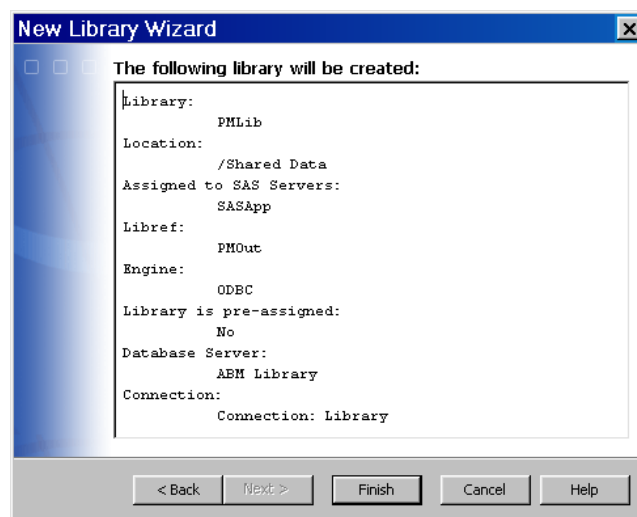 New Library Wizard
The following library will be created:
Library:
PMLib
Location:
/Shared Data
Assigned to SAS Servers:
SASApp
Libref:
PMOut
Engine:
ODBC
Library is pre-assigned:
No
Database Server:
ABM Library
Connection:
Connection: Library
< Back Next > Finish Cancel Help